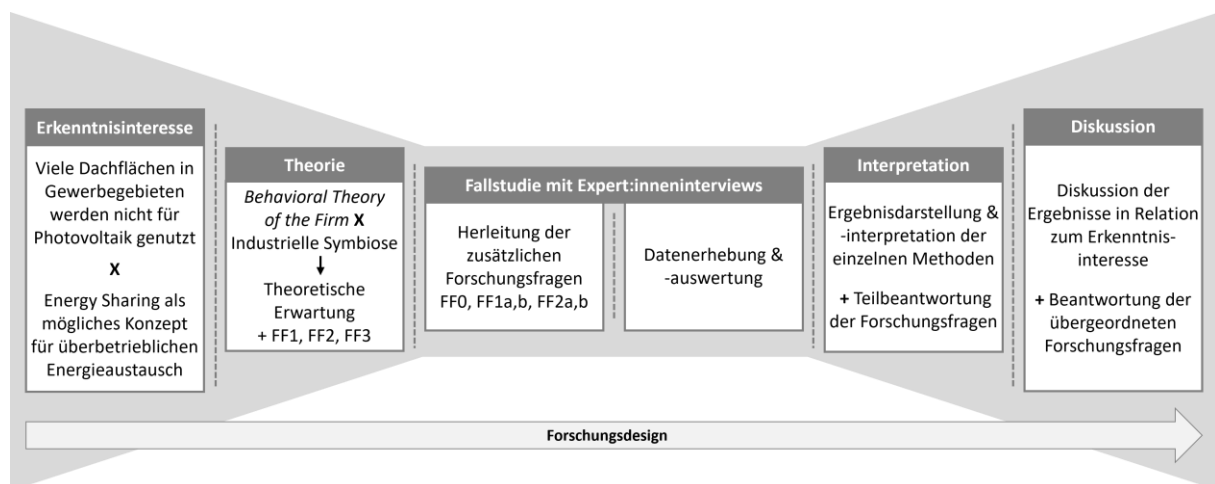 Erkenntnisinteresse
Viele Dachflächen in
Gewerbegebieten
werden nicht für
Photovoltaik genutzt
X
Energy Sharing als
mögliches Konzept
für überbetrieblichen
Energieaustausch
Theorie
Behavioral Theory
of the Firm X
Industrielle Symbiose
Theoretische
Erwartung
+ FF1, FF2, FF3
Fallstudie mit Expert:inneninterviews
Herleitung der
zusätzlichen
Forschungsfragen
FF0, FF1a,b, FF2a,b
Datenerhebung &
-auswertung
Interpretation
Ergebnisdarstellung &
-interpretation der
einzelnen Methoden
+ Teilbeantwortung
der Forschungsfragen
Diskussion
Diskussion der
Ergebnisse in Relation
zum Erkenntnis-
interesse
+ Beantwortung der
übergeordneten
Forschungsfragen
Forschungsdesign